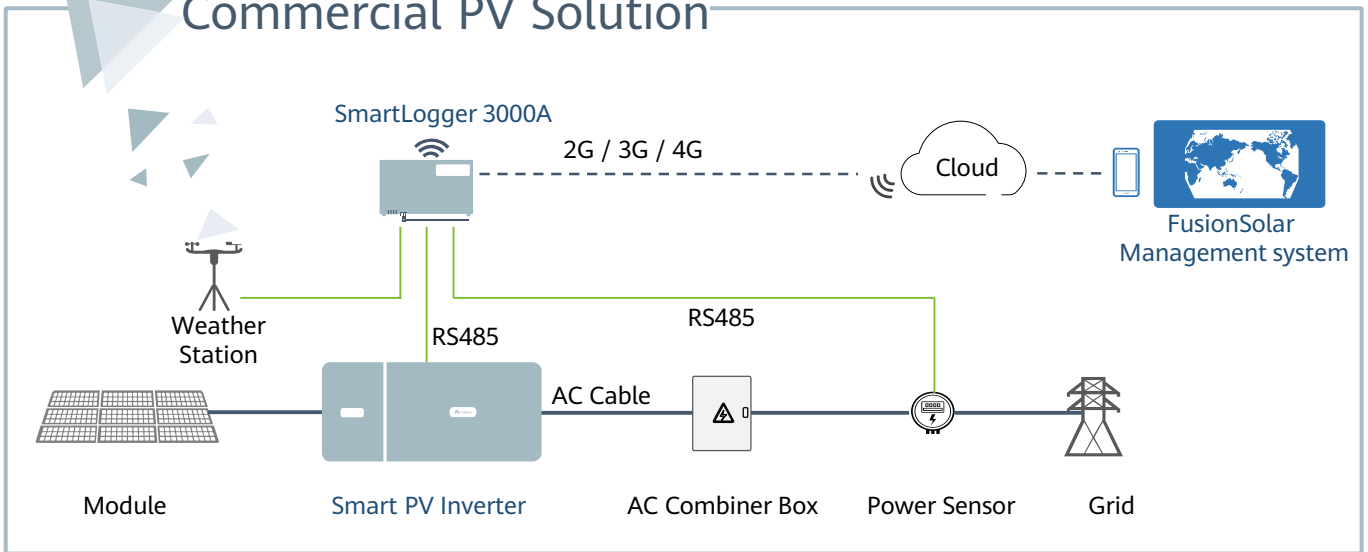 Commercial PV Solution
SmartLogger 3000A
2G / 3G / 4G
Cloud
FusionSolar
Management system
Weather
Station
RS485
RS485
AC Cable
Module
Smart PV Inverter
AC Combiner Box
Power Sensor
Grid